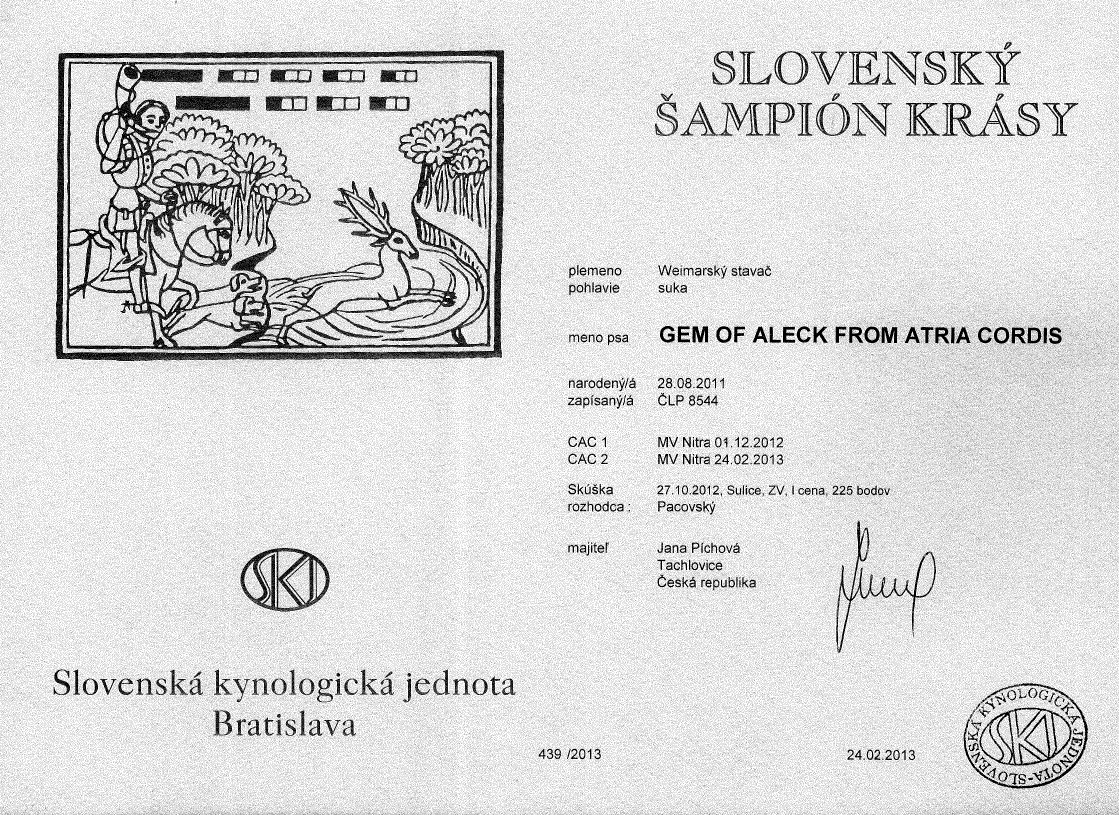 SLOVENSKÝ
ŠAMPIÓN KRÁSY
plemeno Weimarský stavač
pohlavie suka
meno psa GEM OF ALECK FROM ATRIA CORDIS
narodený/á 28.08.2011
zapísaný/á ČLP 8544
CAC 1 MV Nitra 01.12.2012
CAC 2 MV Nitra 24.02.2013
Skúška 27.10.2012, Sulice, ZV, I cena, 225 bodov
rozhodca : Pacovský
majiteľ Jana Píchová
Tachlovice
Česká republika
SKJ
Slovenská kynologická jednota
Bratislava
439 /2013
24.02.2013
SLOVENSKÁ KYNOLOGICKÁ JEDNOTA
SKJ